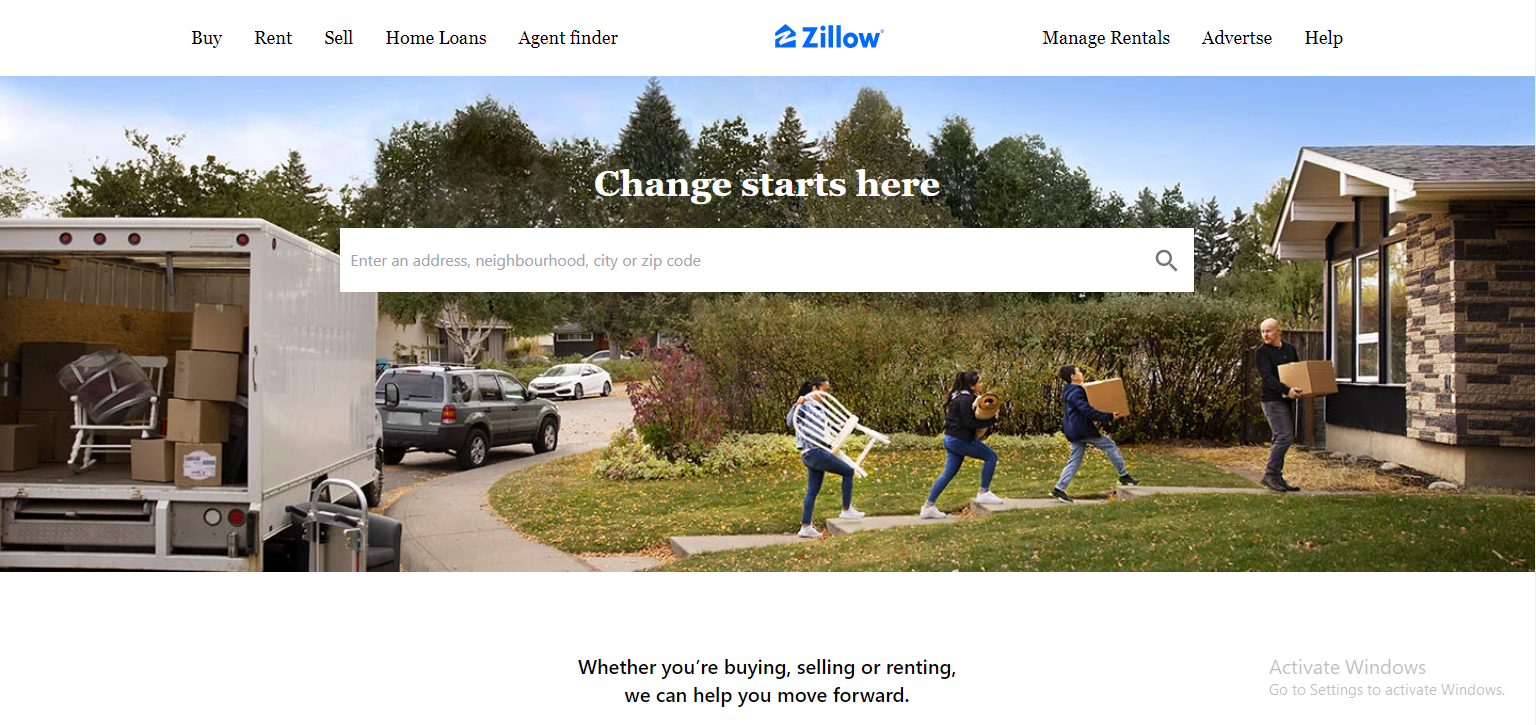 Buy Rent Sell Home Loans Agent finder Zillow Manage Rentals Advertse Help
Change starts here
Enter an address, neighbourhood, city or zip code
Whether you're buying, selling or renting,
we can help you move forward.
Activate Windows
Go to Settings to activate Windows.